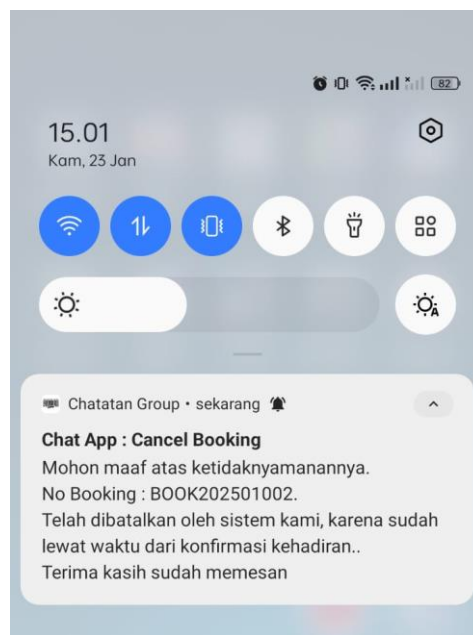 82
15.01
Kam, 23 Jan
A
Chatatan Group • sekarang
Chat App : Cancel Booking
Mohon maaf atas ketidaknyamanannya.
No Booking : BOOK202501002.
Telah dibatalkan oleh sistem kami, karena sudah
lewat waktu dari konfirmasi kehadiran..
Terima kasih sudah memesan